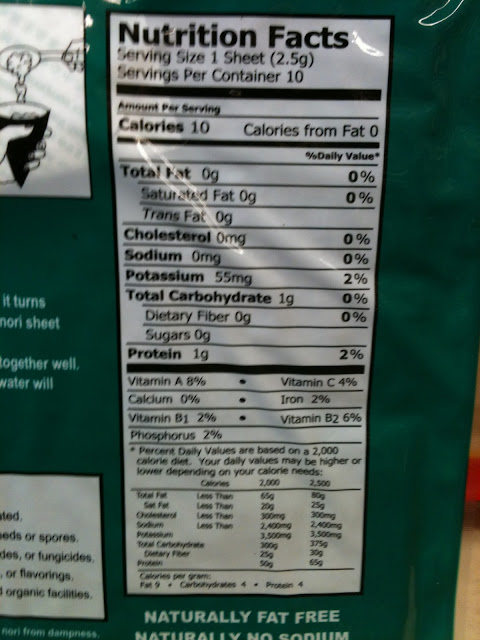 Nutrition Facts
Serving Size 1 Sheet (2.5g)
Servings Per Container 10
Amount Per Serving
Calories 10 Calories from Fat 0
%Daily Value*
Total Fat 0g 0%
Saturated Fat 0g 0%
Trans Fat 0g
Cholesterol 0mg 0%
Sodium 0mg 0%
Potassium 55mg 2%
Total Carbohydrate 1g 0%
Dietary Fiber 0g 0%
Sugars 0g
Protein 1g 2%
Vitamin A 8% • Vitamin C 4%
Calcium 0% • Iron 2%
Vitamin B1 2% • Vitamin B2 6%
Phosphorus 2%
* Percent Daily Values are based on a 2,000
calorie diet. Your daily values may be higher or
lower depending on your calorie needs:
Calories 2,000 2,500
Total Fat Less Than 65g 80g
Sat Fat Less Than 20g 25g
Cholesterol Less Than 300mg 300mg
Sodium Less Than 2,400mg 2,400mg
Potassium 3,500mg 3,500mg
Total Carbohydrate 300g 375g
Dietary Fiber 25g 30g
Protein 50g 65g
Calories per gram:
Fat 9 • Carbohydrates 4 • Protein 4
NATURALLY FAT FREE
NATURALLY NO SODIUM
it turns
nori sheet
together well.
water will
or spores.
or fungicides,
or flavorings.
organic facilities.
nori from dampness.